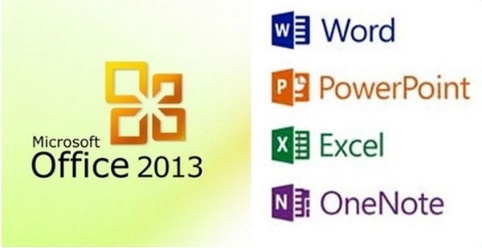 Microsoft
Office 2013
W Word
P PowerPoint
X Excel
N OneNote